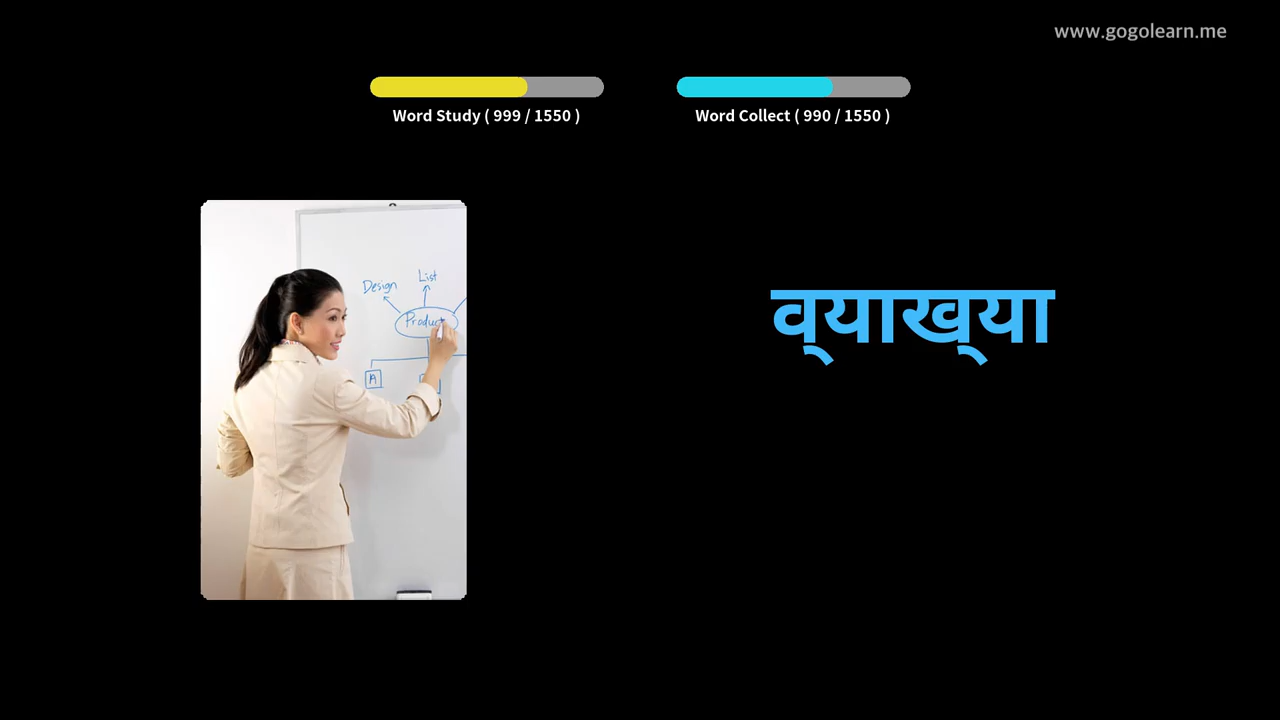 www.gogolearn.me
Word Study ( 999 / 1550 )
Word Collect ( 990 / 1550 )
Design
List
Product
A
व्याख्या